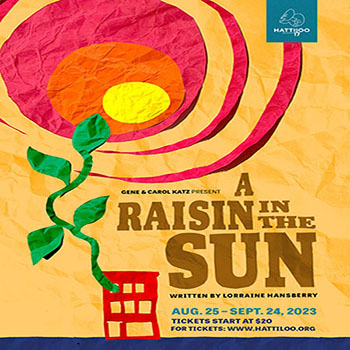 HATTILOO
17
GENE & CAROL KATZ PRESENT
A
RAISIN IN THE
SUN
WRITTEN BY LORRAINE HANSBERRY
AUG. 25 – SEPT. 24, 2023
TICKETS START AT $20
FOR TICKETS: WWW.HATTILOO.ORG